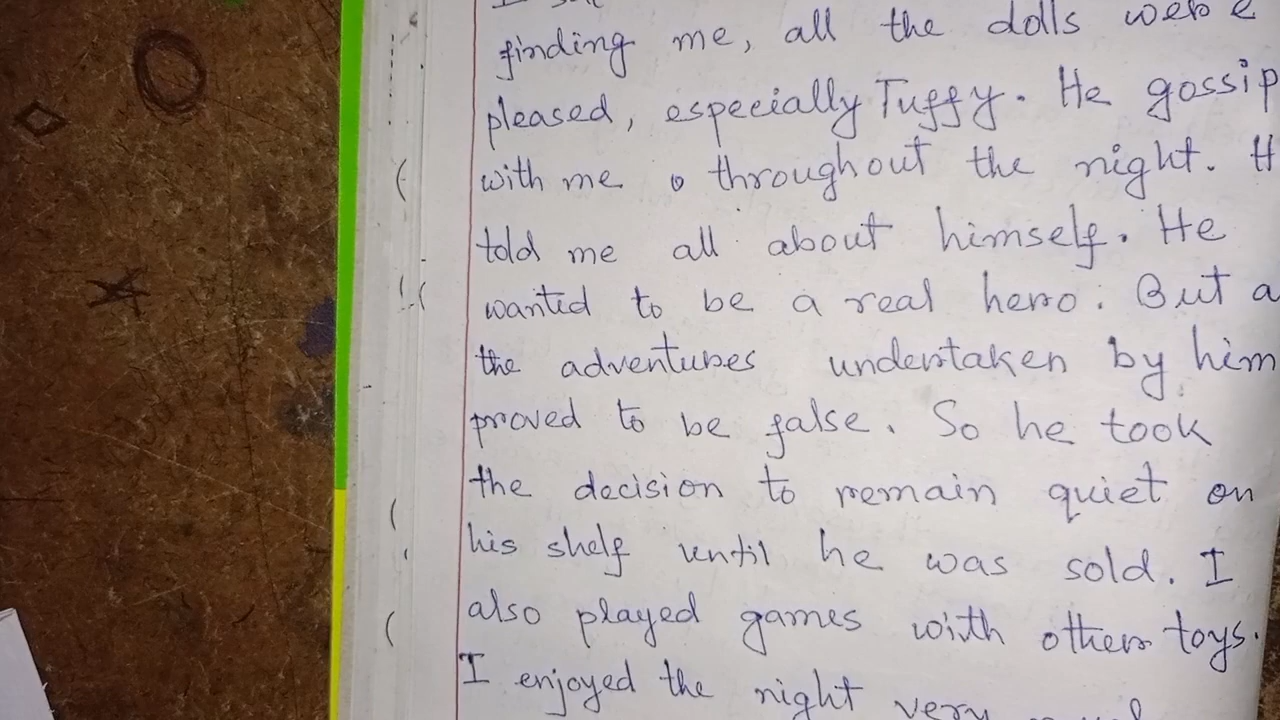 finding me, all the dolls were
pleased, especially Tuffy. He gossip
with me throughout the night. H
told me all about himself. He
wanted to be a real hero. But a
the adventures undertaken by him
proved to be false. So he took
the decision to remain quiet on
his shelf until he was sold. I
also played games with other toys.
I enjoyed the night very